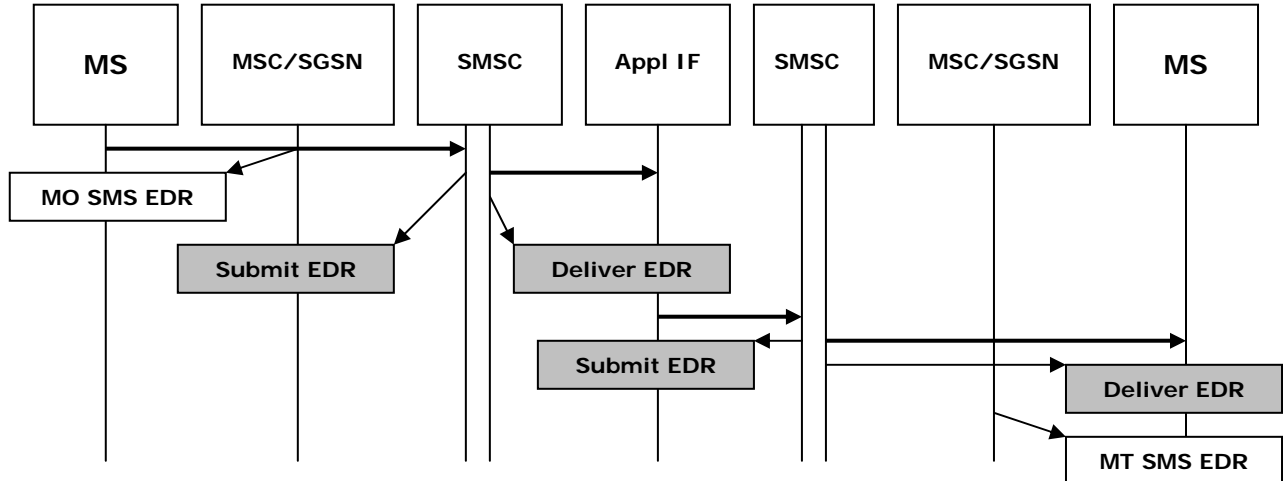 MS
MSC/SGSN
SMSC
Appl IF
SMSC
MSC/SGSN
MS
MO SMS EDR
Submit EDR
Deliver EDR
Submit EDR
Deliver EDR
MT SMS EDR